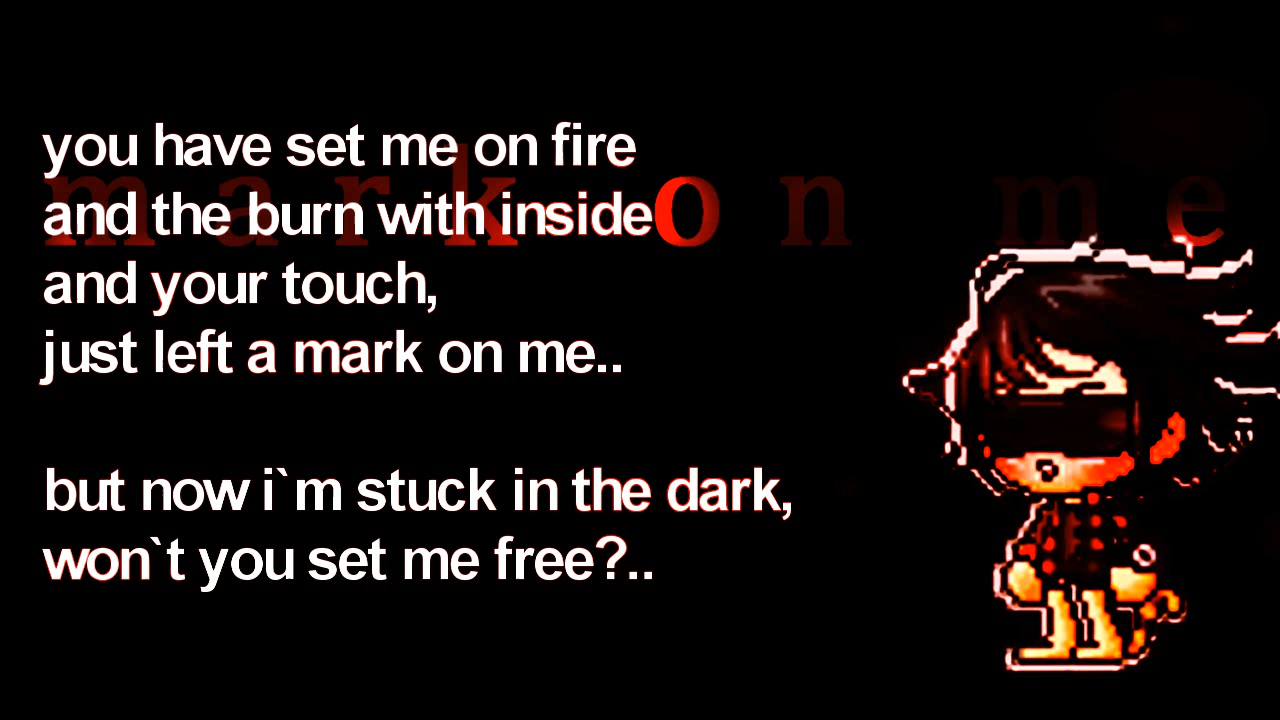 you have set me on fire
mark on me
and the burn with inside
and your touch,
just left a mark on me..
but now i`m stuck in the dark,
won`t you set me free?..